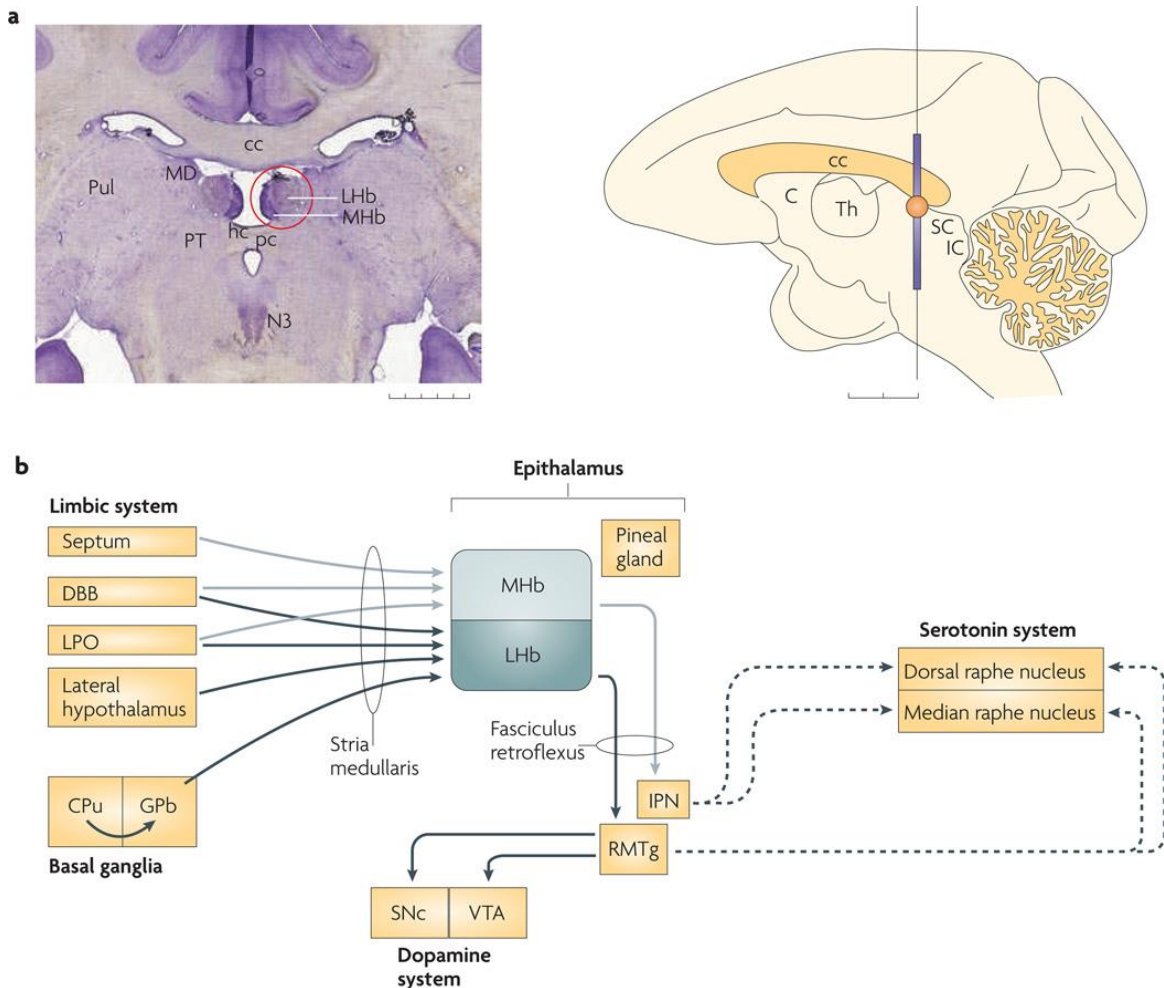 a
cc
MD
Pul
LHb
MHb
hc
pc
PT
N3
cc
C
Th
SC
IC
b
Epithalamus
Limbic system
Septum
DBB
LPO
Lateral
hypothalamus
Pineal
gland
MHb
LHb
Stria
medullaris
Fasciculus
retroflexus
Serotonin system
Dorsal raphe nucleus
Median raphe nucleus
CPu
GPb
Basal ganglia
IPN
RMTg
SNc
VTA
Dopamine
system